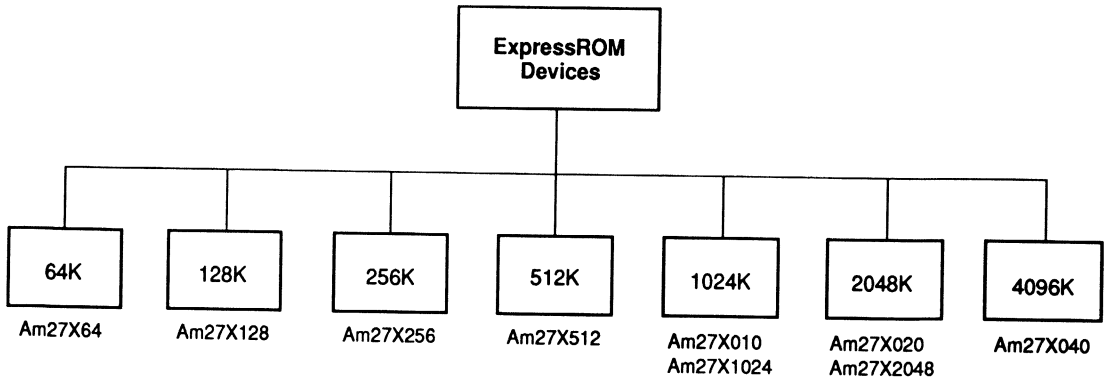 ExpressROM
Devices
64K
128K
256K
512K
1024K
2048K
4096K
Am27X64
Am27X128
Am27X256
Am27X512
Am27X010
Am27X1024
Am27X020
Am27X2048
Am27X040